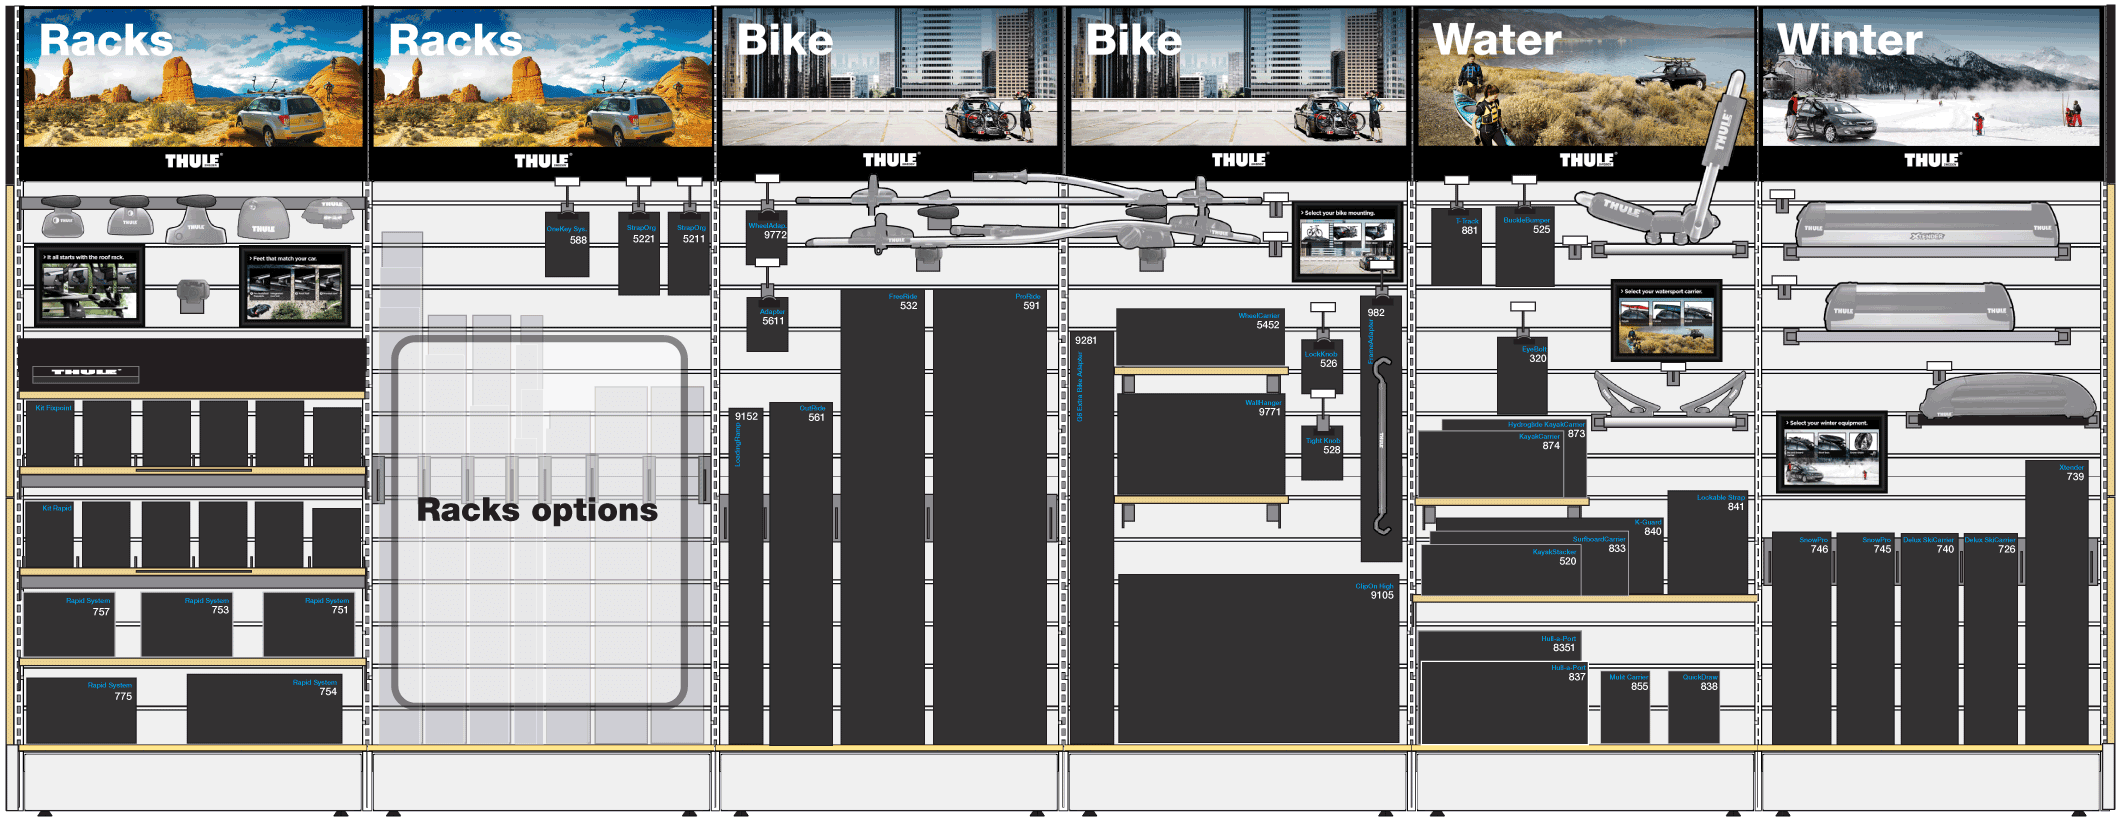 Racks
Racks
Bike
Bike
Water
Winter
THULE
THULE
THULE
THULE
THULE
THULE
THULE
THULE
THULE
THULE
> It all starts with the roof rack.
> Feet that match your car.
THULE
Kit Fixpoint
Kit Rapid
Rapid System
757
Rapid System
753
Rapid System
751
Rapid System
775
Rapid System
754
OneKey Sys.
588
StrapOrg
5221
StrapOrg
5211
Racks options
WheelAdap.
9772
Adapter
5611
THULE
FreeRide
532
ProRide
591
9152
LoadingRamp
OutRide
561
THULE
> Select your bike mounting.
9281
G6 Extra Bike Adapter
WheelCarrier
5452
WallHanger
9771
LockKnob
526
Tight Knob
528
982
FrameAdapter
THULE
ClipOn High
9105
T-Track
881
BuckleBumper
525
THULE
THULE
> Select your watersport carrier.
EyeBolt
320
Hydroglide KayakCarrier
873
KayakCarrier
874
Lockable Strap
841
K-Guard
840
SurfboardCarrier
833
KayakStacker
520
Hull-a-Port
8351
Hull-a-Port
837
Mulit Carrier
855
QuickDraw
838
THULE
Xtender
THULE
THULE
THULE
THULE
> Select your winter equipment.
SnowPro
746
SnowPro
745
Delux SkiCarrier
740
Delux SkiCarrier
726
Xtender
739